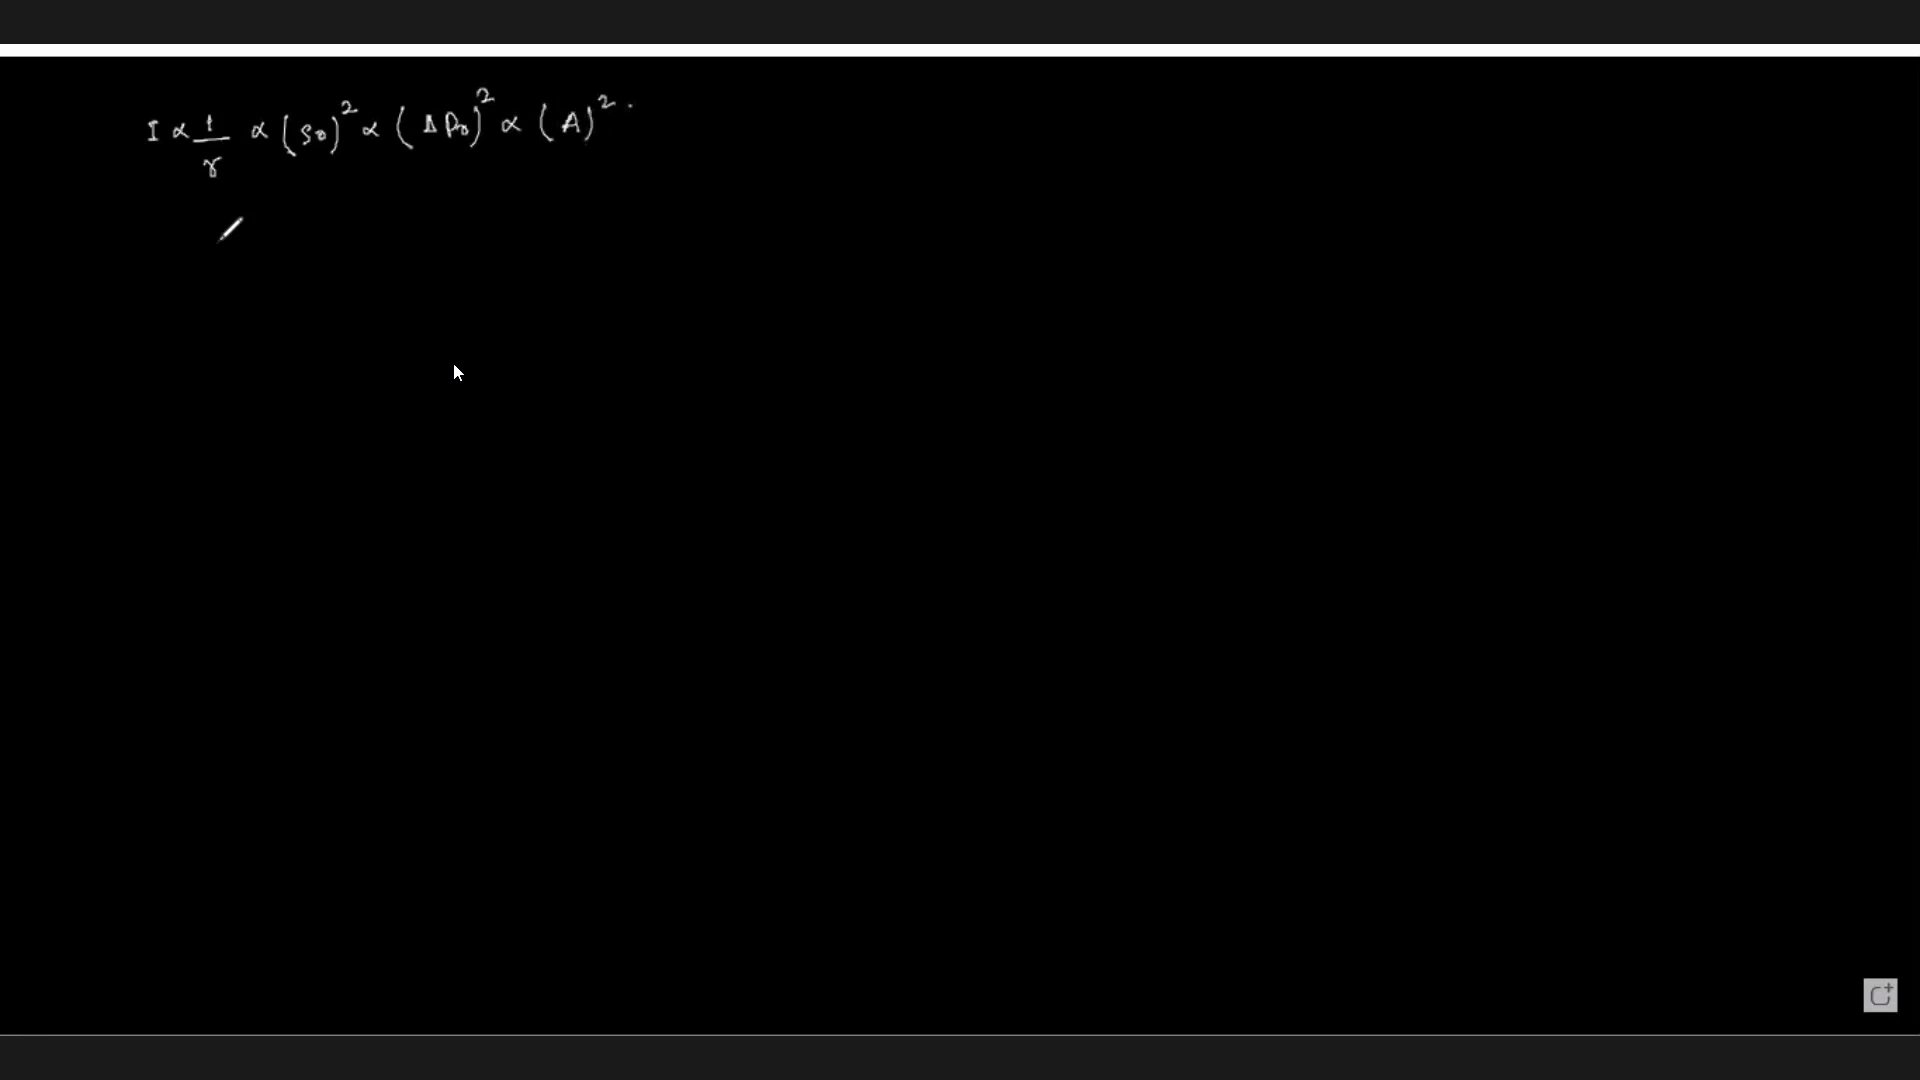 I ∝ 1/r ∝ (S₀)² ∝ (ΔP₀)² ∝ (A)².